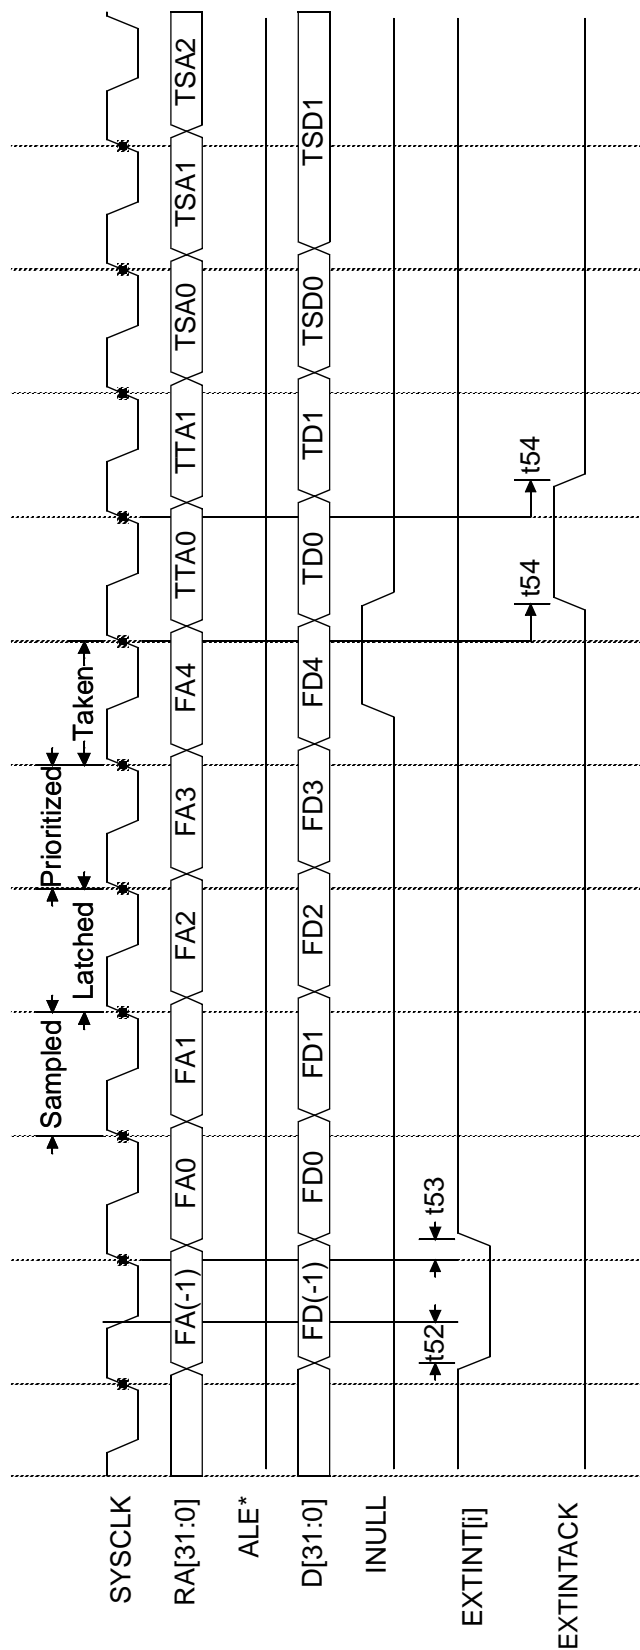 Sampled Prioritized
Latched Taken
SYSCLK
RA[31:0] FA(-1) FA0 FA1 FA2 FA3 FA4 TTA0 TTA1 TSA0 TSA1 TSA2
ALE*
D[31:0] FD(-1) FD0 FD1 FD2 FD3 FD4 TD0 TD1 TSD0 TSD1
INULL
t52 t53
EXTINT[i]
t54 t54
EXTINTACK